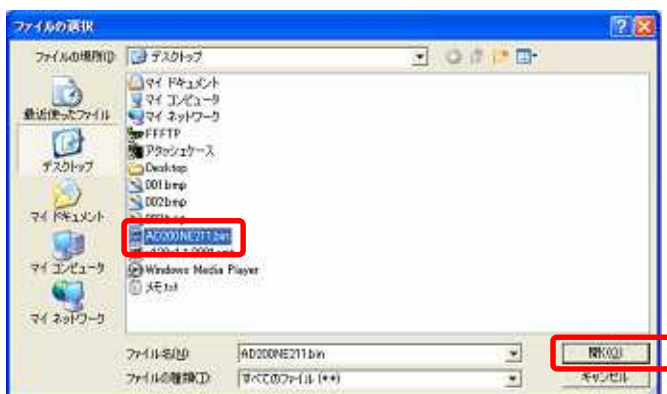 ファイルの選択
ファイルの場所(I):
デスクトップ
最近使ったファイル
デスクトップ
マイ ドキュメント
マイ コンピュータ
マイ ネットワーク
マイ ドキュメント
マイ コンピュータ
マイ ネットワーク
FFFTP
アタッシェケース
Desktop
001.bmp
002.bmp
AD200NE211.bin
Windows Media Player
メモ.txt
ファイル名(N):
AD200NE211.bin
開く(O)
ファイルの種類(T):
すべてのファイル (*.*)
キャンセル